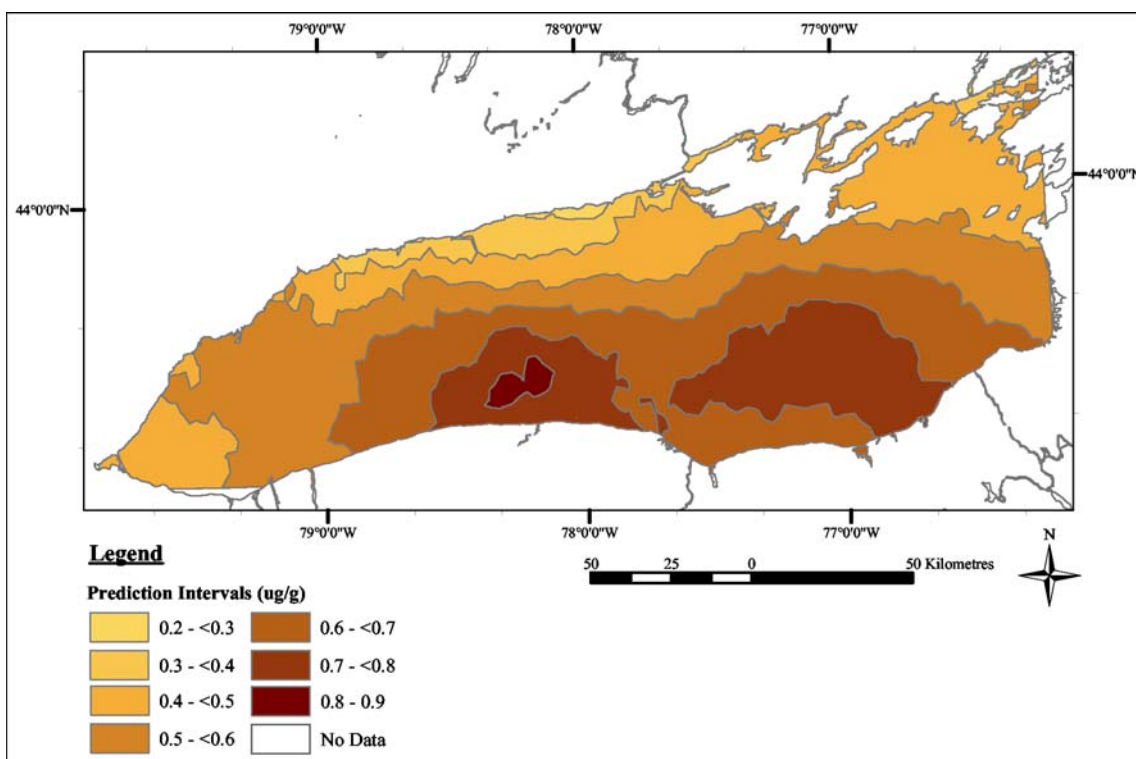 79°0'0"W 78°0'0"W 77°0'0"W
44°0'0"N
44°0'0"N
79°0'0"W 78°0'0"W 77°0'0"W
Legend
Prediction Intervals (ug/g)
0.2 - <0.3
0.3 - <0.4
0.4 - <0.5
0.5 - <0.6
0.6 - <0.7
0.7 - <0.8
0.8 - 0.9
No Data
50 25 0 50 Kilometres
N